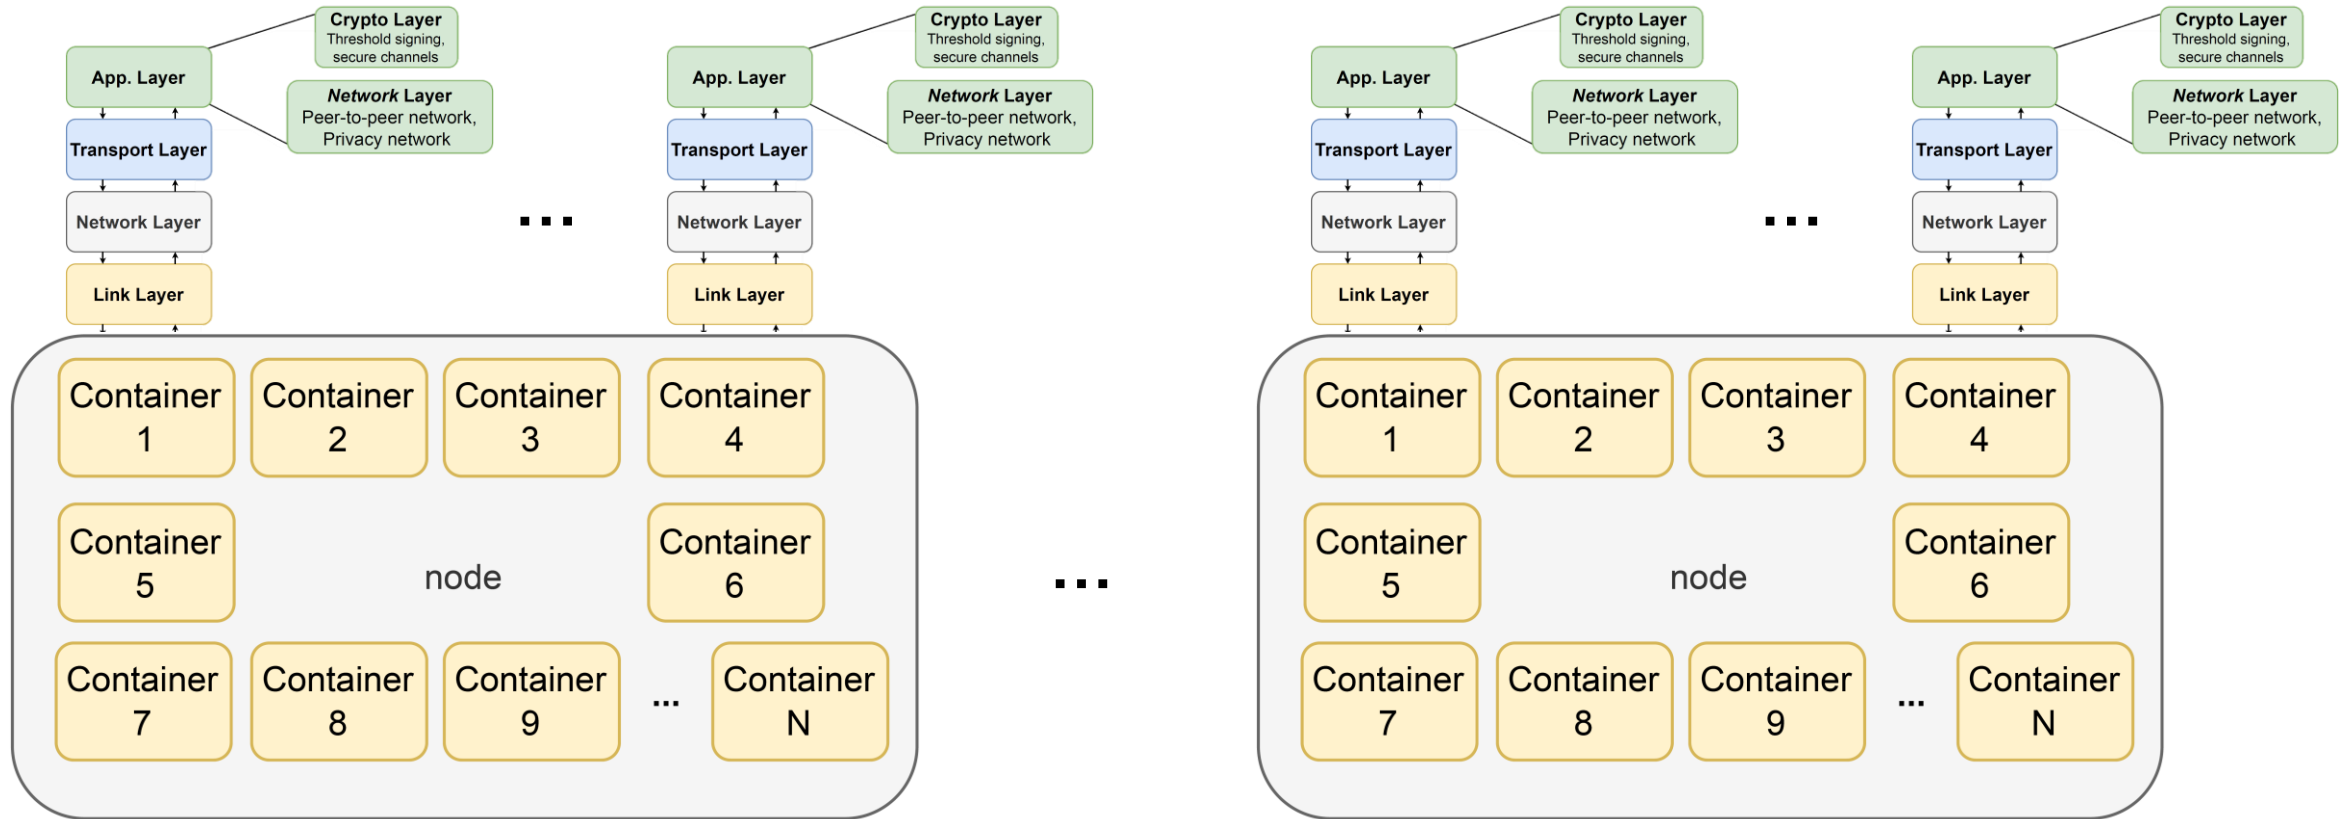 Crypto Layer
Threshold signing,
secure channels
App. Layer
Network Layer
Peer-to-peer network,
Privacy network
Transport Layer
Network Layer
Link Layer
...
Crypto Layer
Threshold signing,
secure channels
App. Layer
Network Layer
Peer-to-peer network,
Privacy network
Transport Layer
Network Layer
Link Layer
Container
1
Container
2
Container
3
Container
4
Container
5
node
Container
6
Container
7
Container
8
Container
9
...
Container
N
...
Crypto Layer
Threshold signing,
secure channels
App. Layer
Network Layer
Peer-to-peer network,
Privacy network
Transport Layer
Network Layer
Link Layer
...
Crypto Layer
Threshold signing,
secure channels
App. Layer
Network Layer
Peer-to-peer network,
Privacy network
Transport Layer
Network Layer
Link Layer
Container
1
Container
2
Container
3
Container
4
Container
5
node
Container
6
Container
7
Container
8
Container
9
...
Container
N